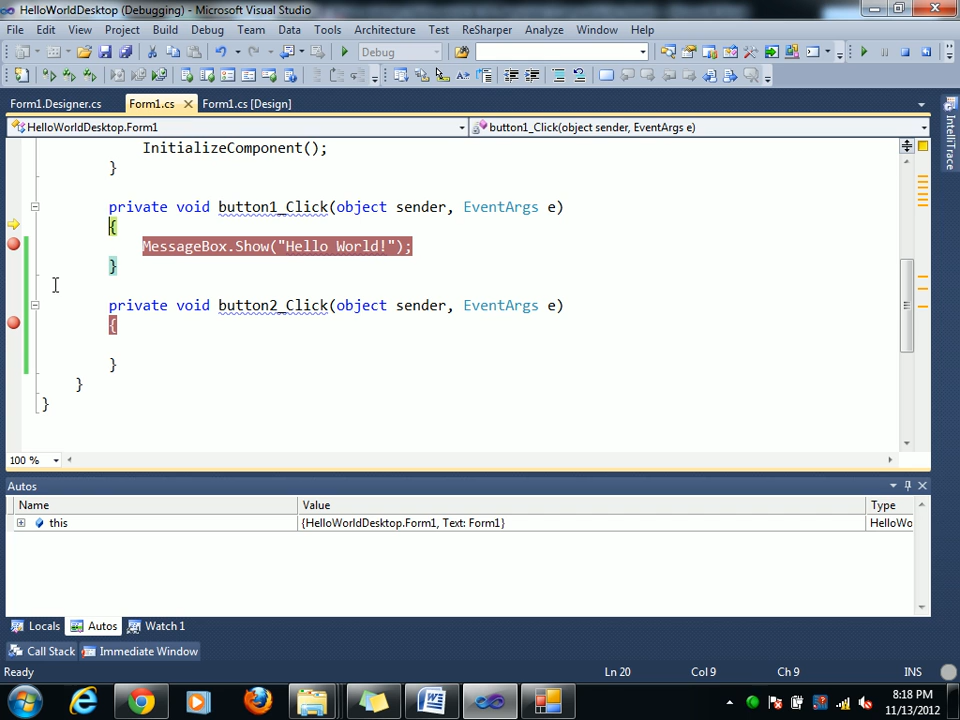 HelloWorldDesktop (Debugging) - Microsoft Visual Studio
File Edit View Project Build Debug Team Data Tools Architecture Test ReSharper Analyze Window Help
Debug
Form1.Designer.cs Form1.cs Form1.cs [Design]
HelloWorldDesktop.Form1 button1_Click(object sender, EventArgs e)
IntelliTrace
InitializeComponent();
}
private void button1_Click(object sender, EventArgs e)
{
MessageBox.Show("Hello World!");
}
private void button2_Click(object sender, EventArgs e)
{
}
}
}
100 %
Autos
Name Value Type
this {HelloWorldDesktop.Form1, Text: Form1} HelloWo
Locals Autos Watch 1
Call Stack Immediate Window
Ready Ln 20 Col 9 Ch 9 INS
8:18 PM
11/13/2012